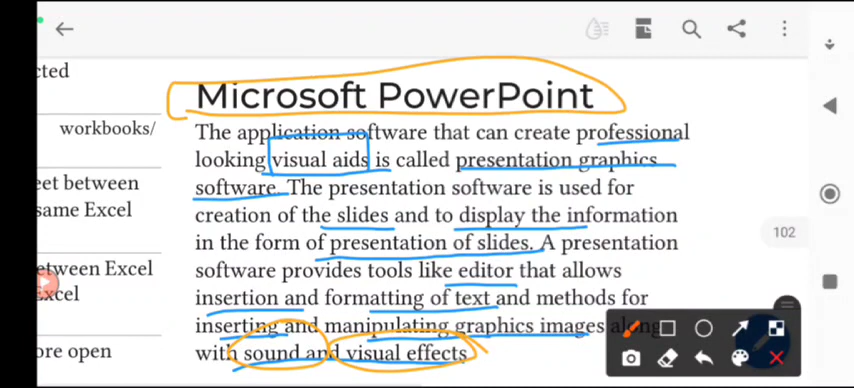 cted
workbooks/
eet between
same Excel
etween Excel
Excel
ore open
Microsoft PowerPoint
The application software that can create professional
looking visual aids is called presentation graphics
software. The presentation software is used for
creation of the slides and to display the information
in the form of presentation of slides. A presentation
software provides tools like editor that allows
insertion and formatting of text and methods for
inserting and manipulating graphics images along
with sound and visual effects
102